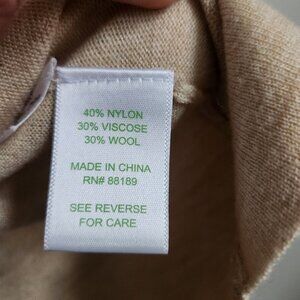 40% NYLON
30% VISCOSE
30% WOOL
MADE IN CHINA
RN# 88189
SEE REVERSE
FOR CARE